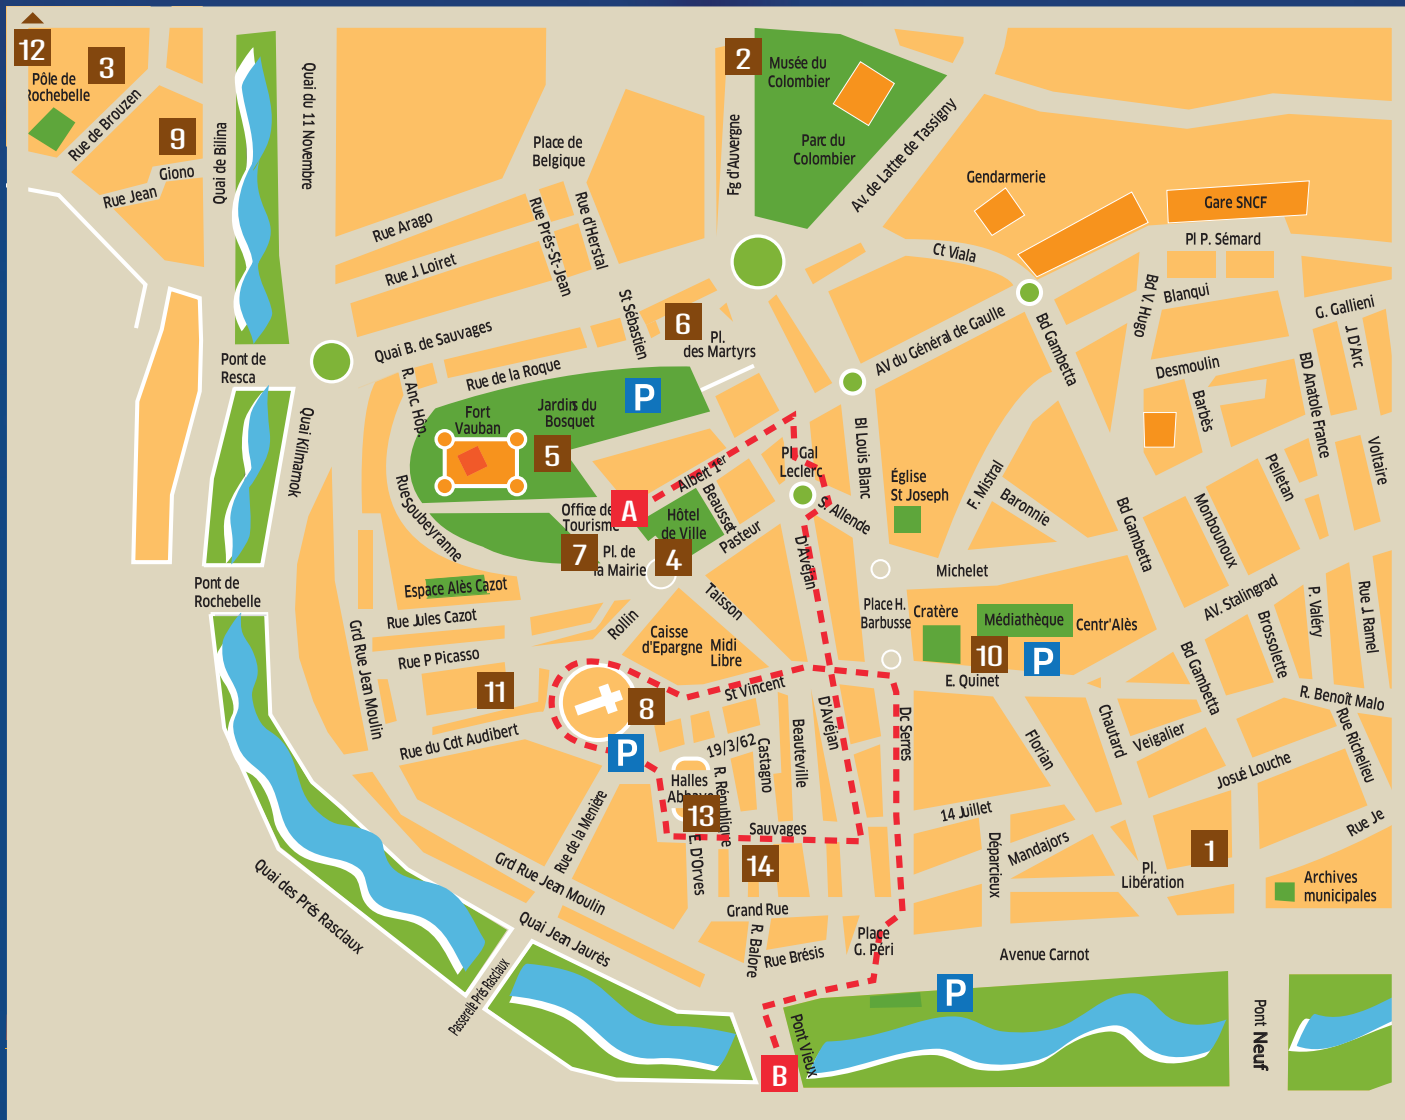 12
3
Pôle de
Rochebelle
Rue de Brouzen
9
Giono
Rue Jean
Quai de Bilina
Quai du 11 Novembre
2
Musée du
Colombier
Parc du
Colombier
Fg d'Auvergne
Av. de Lattre de Tassigny
Place de
Belgique
Rue Arago
Rue J. Loiret
Rue Prés-St-Jean
Rue d'Herstal
St Sébastien
Gendarmerie
Gare SNCF
Pl P. Sémard
Ct Viala
Bd V. Hugo
Blanqui
G. Gallieni
J. D'Arc
6
Pl.
des Martyrs
AV du Général de Gaulle
Bd Gambetta
Desmoulin
Barbès
BD Anatole France
Voltaire
Pont de
Resca
Quai B. de Sauvages
Rue de la Roque
R. Anc. Hôp.
P
Fort
Vauban
Jardins du
Bosquet
5
Quai Kilmarnok
Rue Soubeyranne
Albert 1er
Beausset
Pasteur
Pl. Gal
Leclerc
S. Allende
Bl Louis Blanc
Église
St Joseph
F. Mistral
Baronnie
Bd Gambetta
Monbounoux
Pelletan
Office de
Tourisme
A
Hôtel
de Ville
7
Pl. de
la Mairie
4
D'Avéjan
Michelet
Pont de
Rochebelle
Espace Alès Cazot
Rue Jules Cazot
Rue P Picasso
Grd Rue Jean Moulin
Rollin
Taisson
Caisse
d'Epargne
Midi
Libre
Place H.
Barbusse
Cratère
Médiathèque
Centr'Alès
10
P
E. Quinet
AV. Stalingrad
Brossolette
P. Valéry
Rue J. Ramel
Bd Gambetta
R. Benoît Malo
Rue Richelieu
11
8
P
St Vincent
D'Avéjan
Dc Serres
Rue du Cdt Audibert
19/3/62
Castagno
Beauteville
Florian
Chautard
Veigalier
Josué Louche
Halles
Abbaye
R. République
13
Sauvages
14
E. D'Orves
Rue de la Menière
14 Juillet
Déparcieux
Mandajors
1
Pl.
Libération
Rue Je
Archives
municipales
Grd Rue Jean Moulin
Quai des Prés Rasclaux
Quai Jean Jaurès
Passerelle Prés Rasclaux
Grand Rue
R. Balore
Rue Brésis
Place
G. Péri
Avenue Carnot
P
Pont Vieux
B
Pont Neuf